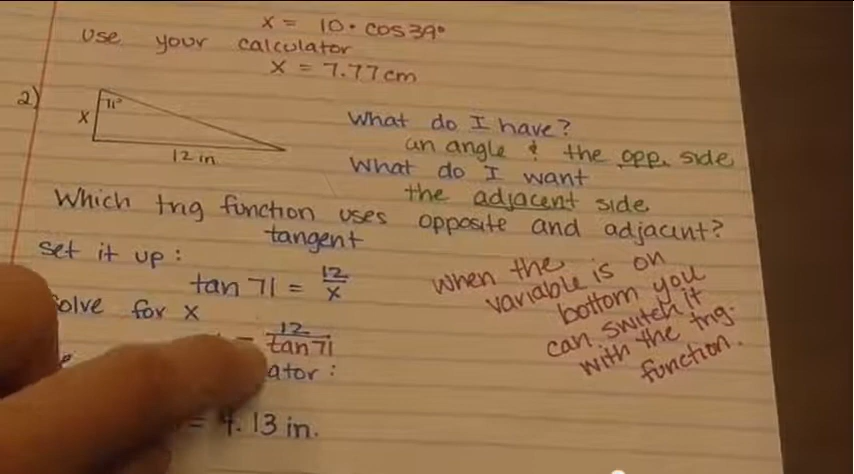 x = 10 · cos 39°
use your calculator
x = 7.77 cm
2)
71°
x
12 in
What do I have?
an angle & the opp. side
What do I want
the adjacent side
Which trig function uses opposite and adjacent?
tangent
set it up:
tan 71 = 12/x
solve for x
= 12/tan 71
ator:
= 4.13 in.
When the
variable is on
bottom you
can switch it
with the trig
function.